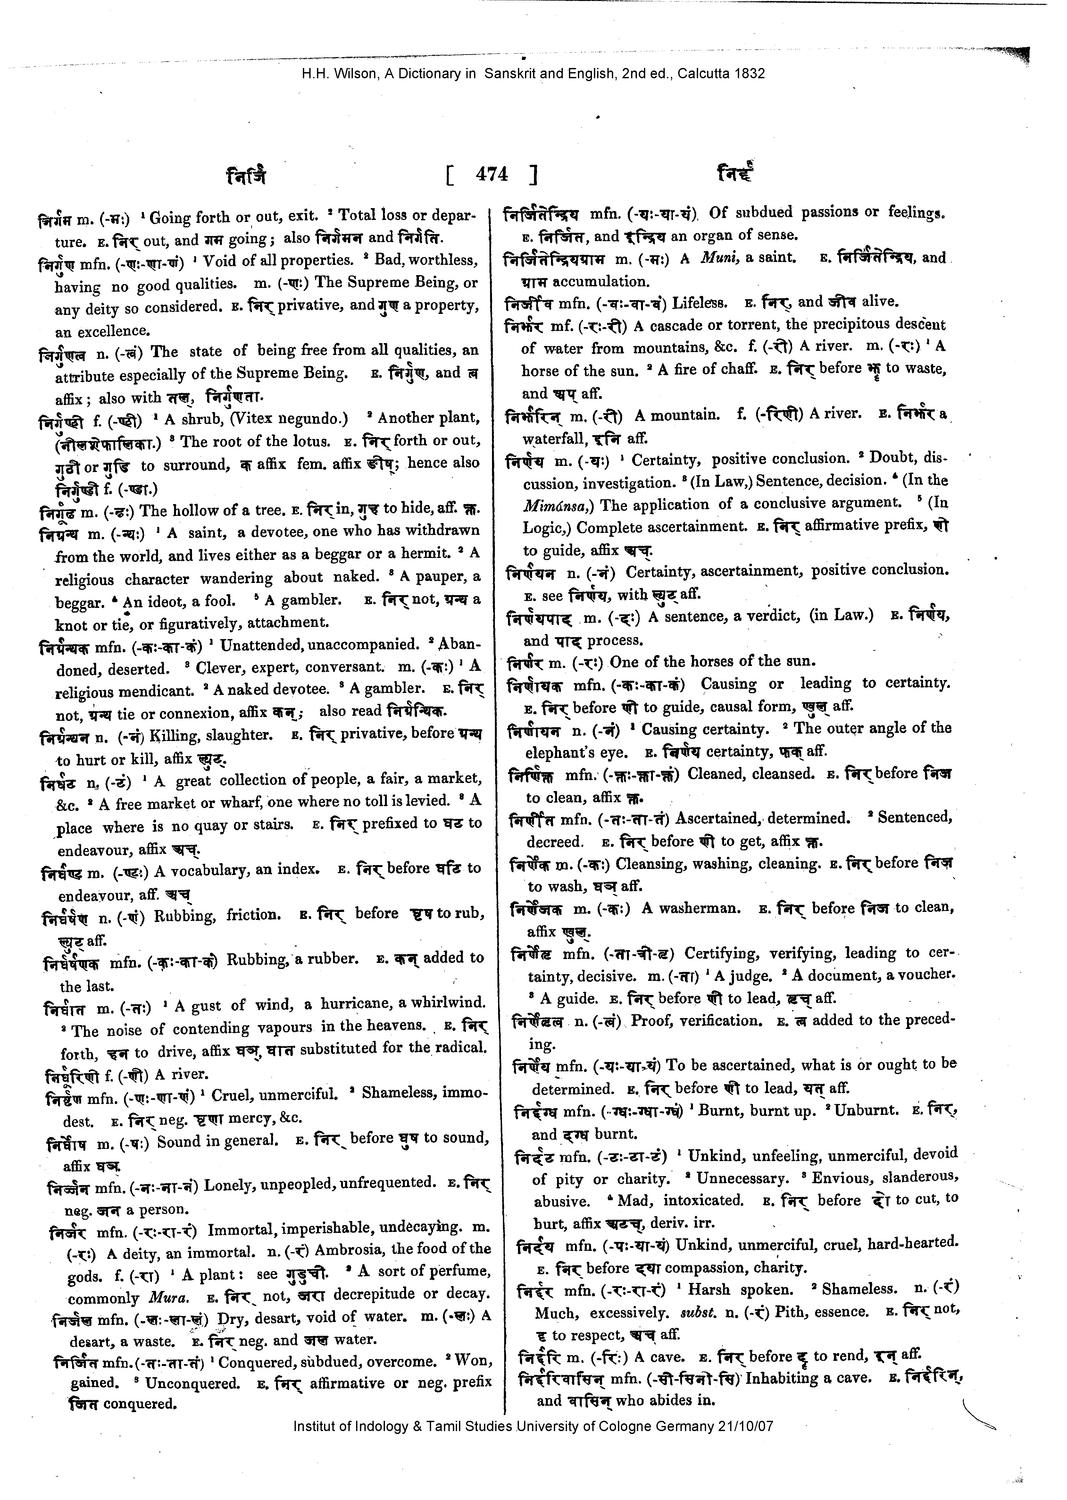 H.H. Wilson, A Dictionary in Sanskrit and English, 2nd ed., Calcutta 1832
निर्जि [ 474 ] निर्द्द
निर्गम m. (-मः) ¹ Going forth or out, exit. ² Total loss or depar-
ture. E. निर् out, and गम going; also निर्गमन and निर्गति.
निर्गुण mfn. (-णः-णा-णं) ¹ Void of all properties. ² Bad, worthless,
having no good qualities. m. (-णः) The Supreme Being, or
any deity so considered. E. निर् privative, and गुण a property,
an excellence.
निर्गुणत्व n. (-त्वं) The state of being free from all qualities, an
attribute especially of the Supreme Being. E. निर्गुण, and त्व
affix; also with तल्, निर्गुणता.
निर्गुण्ठी f. (-ण्ठी) ¹ A shrub, (Vitex negundo.) ² Another plant,
(नीलशेफालिका.) ³ The root of the lotus. E. निर् forth or out,
to surround, क affix fem. affix ङीष्; hence also
f.
निर्गूढ m. (-ढः) The hollow of a tree. E. निर् in, गुह to hide, aff. क्त.
निर्ग्रन्थ m. (-न्थः) ¹ A saint, a devotee, one who has withdrawn
from the world, and lives either as a beggar or a hermit. ² A
religious character wandering about naked. ³ A pauper, a
beggar. ⁴ An ideot, a fool. ⁵ A gambler. E. निर् not, ग्रन्थ a
knot or tie, or figuratively, attachment.
निर्ग्रन्थक mfn. (-कः-का-कं) ¹ Unattended, unaccompanied. ² Aban-
doned, deserted. ³ Clever, expert, conversant. m. (-कः) ¹ A
religious mendicant. ² A naked devotee. ³ A gambler. E. निर्
not, ग्रन्थ tie or connexion, affix कन्; also read निर्ग्रन्थिक.
निर्ग्रन्थन n. (-नं) Killing, slaughter. E. निर् privative, before ग्रन्थ
to hurt or kill, affix ल्युट्.
निर्घट n. (-टं) ¹ A great collection of people, a fair, a market,
&c. ² A free market or wharf, one where no toll is levied. ³ A
place where is no quay or stairs. E. निर् prefixed to घट to
endeavour, affix अच्.
निर्घण्ट m. (-ण्टः) A vocabulary, an index. E. निर् before घटि to
endeavour, aff. अच्
निर्घर्षण n. (-णं) Rubbing, friction. E. निर् before घृष to rub,
ल्युट् aff.
निर्घर्षणक mfn. (-कः-का-कं) Rubbing, a rubber. E. कन् added to
the last.
निर्घात m. (-तः) ¹ A gust of wind, a hurricane, a whirlwind.
² The noise of contending vapours in the heavens. E. निर्
forth, हन to drive, affix घञ्, घात substituted for the radical.
निर्घूरिणी f. (-णी) A river.
निर्घृण mfn. (-णः-णा-णं) ¹ Cruel, unmerciful. ² Shameless, immo-
dest. E. निर् neg. घृणा mercy, &c.
निर्घोष m. (-षः) Sound in general. E. निर् before घुष to sound,
affix घञ्
निर्ज्जन mfn. (-नः-ना-नं) Lonely, unpeopled, unfrequented. E. निर्
neg. जन a person.
निर्जर mfn. (-रः-रा-रं) Immortal, imperishable, undecaying. m.
(-रः) A deity, an immortal. n. (-रं) Ambrosia, the food of the
gods. f. (-रा) ¹ A plant: see गुडुची. ² A sort of perfume,
commonly Mura. E. निर् not, जरा decrepitude or decay.
निर्जल mfn. (-लः-ला-लं) Dry, desart, void of water. m. (-लः) A
desart, a waste. E. निर् neg. and जल water.
निर्जित mfn. (-तः-ता-तं) ¹ Conquered, subdued, overcome. ² Won,
gained. ³ Unconquered. E. निर् affirmative or neg. prefix
जित conquered.
निर्जितेन्द्रिय mfn. (-यः-या-यं) Of subdued passions or feelings.
E. निर्जित, and इन्द्रिय an organ of sense.
निर्जितेन्द्रियग्राम m. (-मः) A Muni, a saint. E. निर्जितेन्द्रिय, and
ग्राम accumulation.
निर्जीव mfn. (-वः-वा-वं) Lifeless. E. निर्, and जीव alive.
निर्झर mf. (-रः-री) A cascade or torrent, the precipitous descent
of water from mountains, &c. f. (-री) A river. m. (-रः) ¹ A
horse of the sun. ² A fire of chaff. E. निर् before झॄ to waste,
and अप् aff.
निर्झरिन् m. (-री) A mountain. f. (-रिणी) A river. E. निर्झर a
waterfall, इनि aff.
निर्णय m. (-यः) ¹ Certainty, positive conclusion. ² Doubt, dis-
cussion, investigation. ³ (In Law,) Sentence, decision. ⁴ (In the
Mimánsa,) The application of a conclusive argument. ⁵ (In
Logic,) Complete ascertainment. E. निर् affirmative prefix, णी
to guide, affix अच्.
निर्णयन n. (-नं) Certainty, ascertainment, positive conclusion.
E. see निर्णय, with ल्युट् aff.
निर्णयपाद m. (-दः) A sentence, a verdict, (in Law.) E. निर्णय,
and पाद process.
निर्णर m. (-रः) One of the horses of the sun.
निर्णायक mfn. (-कः-का-कं) Causing or leading to certainty.
E. निर् before णी to guide, causal form, ण्वुल् aff.
निर्णायन n. (-नं) ¹ Causing certainty. ² The outer angle of the
elephant's eye. E. निर्णय certainty, फक् aff.
निर्णिक्त mfn. (-क्तः-क्ता-क्तं) Cleaned, cleansed. E. निर् before निज
to clean, affix क्त.
निर्णीत mfn. (-तः-ता-तं) Ascertained, determined. ² Sentenced,
decreed. E. निर् before णी to get, affix क्त.
निर्णेक m. (-कः) Cleansing, washing, cleaning. E. निर् before निज
to wash, घञ् aff.
निर्णेजक m. (-कः) A washerman. E. निर् before निज to clean,
affix ण्वुल्.
निर्णेतृ mfn. (-ता-त्री-तृ) Certifying, verifying, leading to cer-
tainty, decisive. m. (-ता) ¹ A judge. ² A document, a voucher.
³ A guide. E. निर् before णी to lead, तृच् aff.
निर्णेतृत्व n. (-त्वं) Proof, verification. E. त्व added to the preced-
ing.
निर्णेय mfn. (-यः-या-यं) To be ascertained, what is or ought to be
determined. E. निर् before णी to lead, यत् aff.
निर्दग्ध mfn. (-ग्धः-ग्धा-ग्धं) ¹ Burnt, burnt up. ² Unburnt. E. निर्,
and दग्ध burnt.
निर्दट mfn. (-टः-टा-टं) ¹ Unkind, unfeeling, unmerciful, devoid
of pity or charity. ² Unnecessary. ³ Envious, slanderous,
abusive. ⁴ Mad, intoxicated. E. निर् before दो to cut, to
hurt, affix अटच्, deriv. irr.
निर्दय mfn. (-यः-या-यं) Unkind, unmerciful, cruel, hard-hearted.
E. निर् before दया compassion, charity.
निर्दर mfn. (-रः-रा-रं) ¹ Harsh spoken. ² Shameless. n. (-रं)
Much, excessively. subst. n. (-रं) Pith, essence. E. निर् not,
दृ to respect, अच् aff.
निर्द्दरि m. (-रिः) A cave. E. निर् before दॄ to rend, इन् aff.
निर्द्दरिवासिन् mfn. (-सी-सिनी-सि) Inhabiting a cave. E. निर्द्दरिन्,
and वासिन् who abides in.
Institut of Indology & Tamil Studies University of Cologne Germany 21/10/07